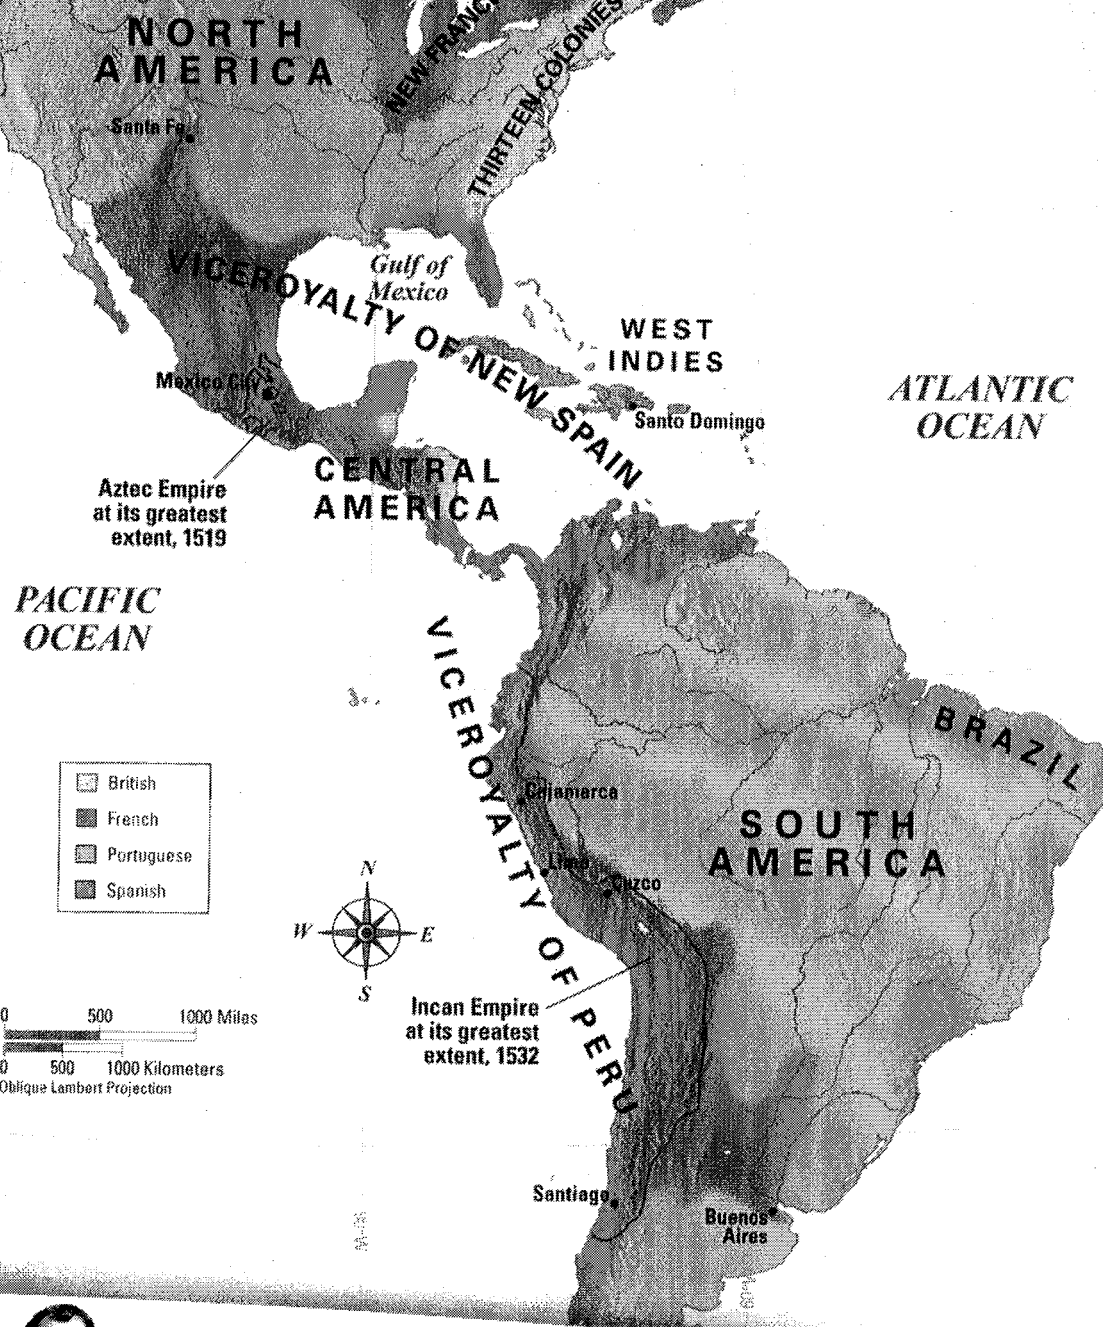 NORTH
AMERICA
NEW FRANC
THIRTEEN COLONIES
Santa Fe
VICEROYALTY OF NEW SPAIN
Gulf of
Mexico
WEST
INDIES
Mexico City
Santo Domingo
ATLANTIC
OCEAN
CENTRAL
AMERICA
Aztec Empire
at its greatest
extent, 1519
PACIFIC
OCEAN
VICEROYALTY OF PERU
BRAZIL
British
French
Portuguese
Spanish
Cajamarca
SOUTH
AMERICA
Lima
Cuzco
N
W
E
S
Incan Empire
at its greatest
extent, 1532
0 500 1000 Miles
0 500 1000 Kilometers
Oblique Lambert Projection
Santiago
Buenos
Aires